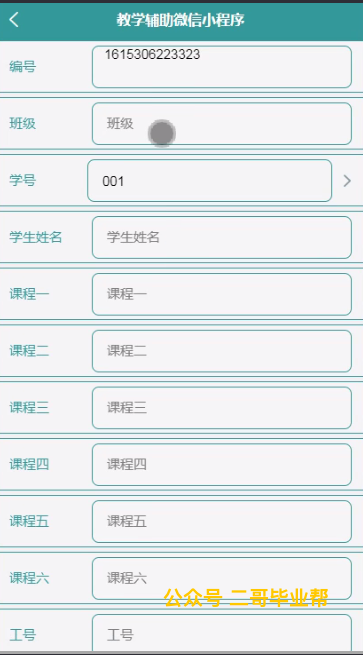 教学辅助微信小程序
编号 1615306223323
班级 班级
学号 001
学生姓名 学生姓名
课程一 课程一
课程二 课程二
课程三 课程三
课程四 课程四
课程五 课程五
课程六 课程六
公众号 二哥毕业帮
工号 工号